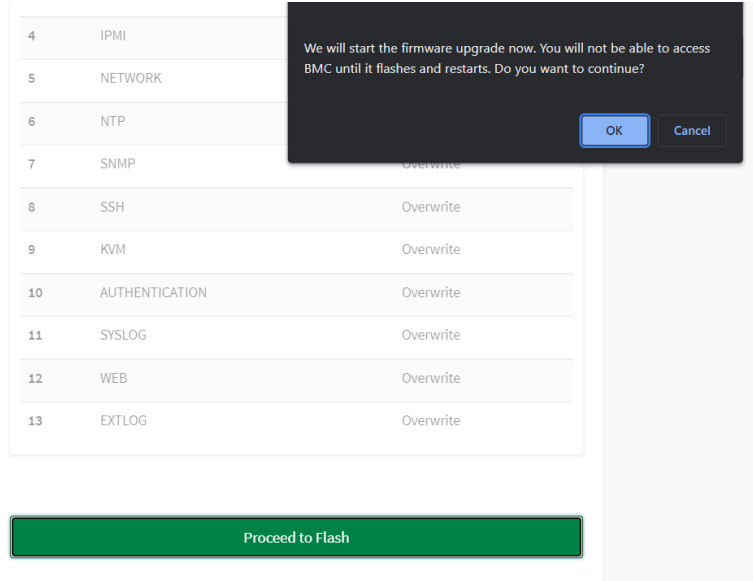 4 IPMI
We will start the firmware upgrade now. You will not be able to access
BMC until it flashes and restarts. Do you want to continue?
5 NETWORK
6 NTP
OK Cancel
7 SNMP Overwrite
8 SSH Overwrite
9 KVM Overwrite
10 AUTHENTICATION Overwrite
11 SYSLOG Overwrite
12 WEB Overwrite
13 EXTLOG Overwrite
Proceed to Flash